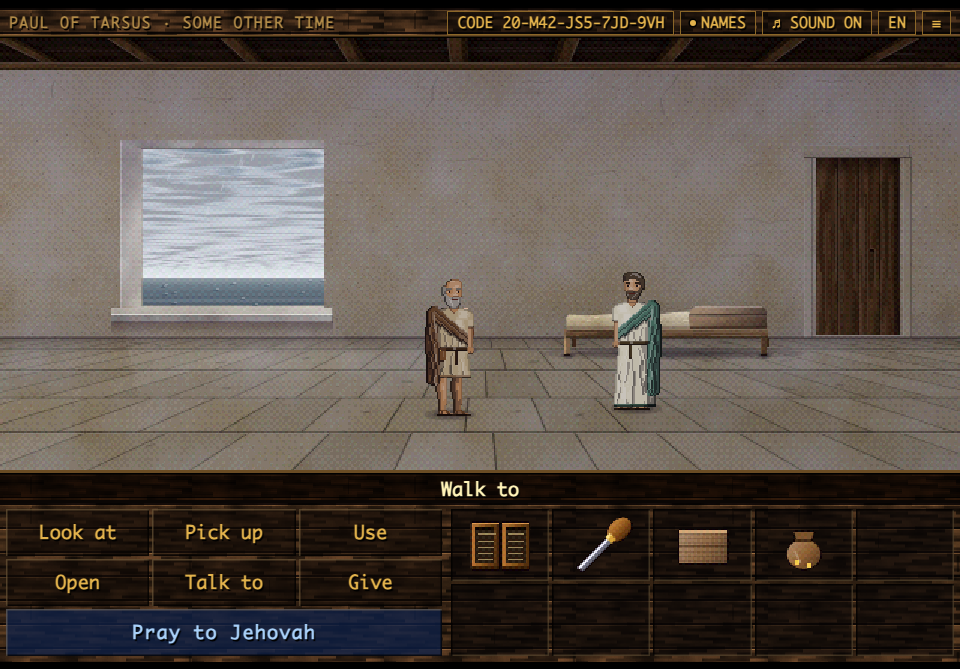 PAUL OF TARSUS · SOME OTHER TIME
CODE 20-M42-JS5-7JD-9VH
● NAMES
♬ SOUND ON
EN
≡
Walk to
Look at
Pick up
Use
Open
Talk to
Give
Pray to Jehovah